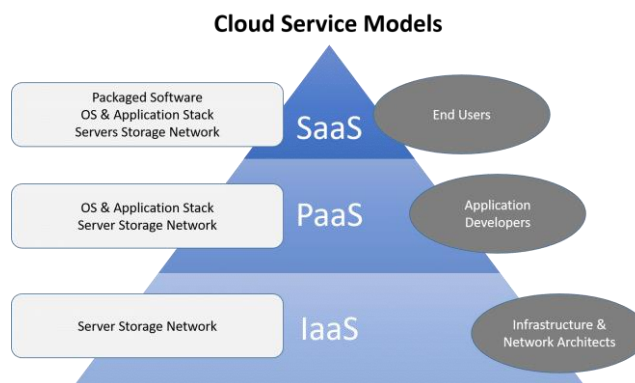 Cloud Service Models
Packaged Software
OS & Application Stack
Servers Storage Network
SaaS
End Users
OS & Application Stack
Server Storage Network
PaaS
Application
Developers
Server Storage Network
IaaS
Infrastructure &
Network Architects